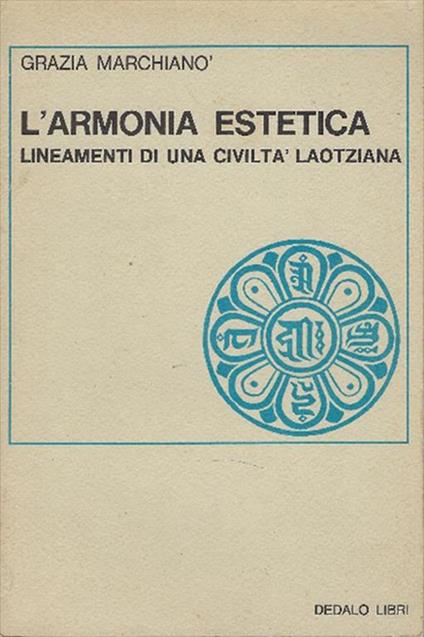 GRAZIA MARCHIANO'
L'ARMONIA ESTETICA
LINEAMENTI DI UNA CIVILTA' LAOTZIANA
DEDALO LIBRI